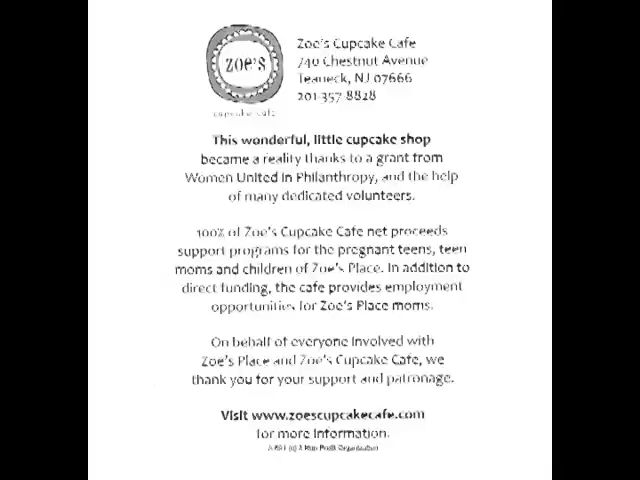 zoe's
cupcake cafe
Zoe's Cupcake Cafe
740 Chestnut Avenue
Teaneck, NJ 07666
201-357-8828
This wonderful, little cupcake shop
became a reality thanks to a grant from
Women United in Philanthropy, and the help
of many dedicated volunteers.
100% of Zoe's Cupcake Cafe net proceeds
support programs for the pregnant teens, teen
moms and children of Zoe's Place. In addition to
direct funding, the cafe provides employment
opportunities for Zoe's Place moms.
On behalf of everyone involved with
Zoe's Place and Zoe's Cupcake Cafe, we
thank you for your support and patronage.
Visit www.zoescupcakecafe.com
for more information.
A 501 (c) 3 Non Profit Organization